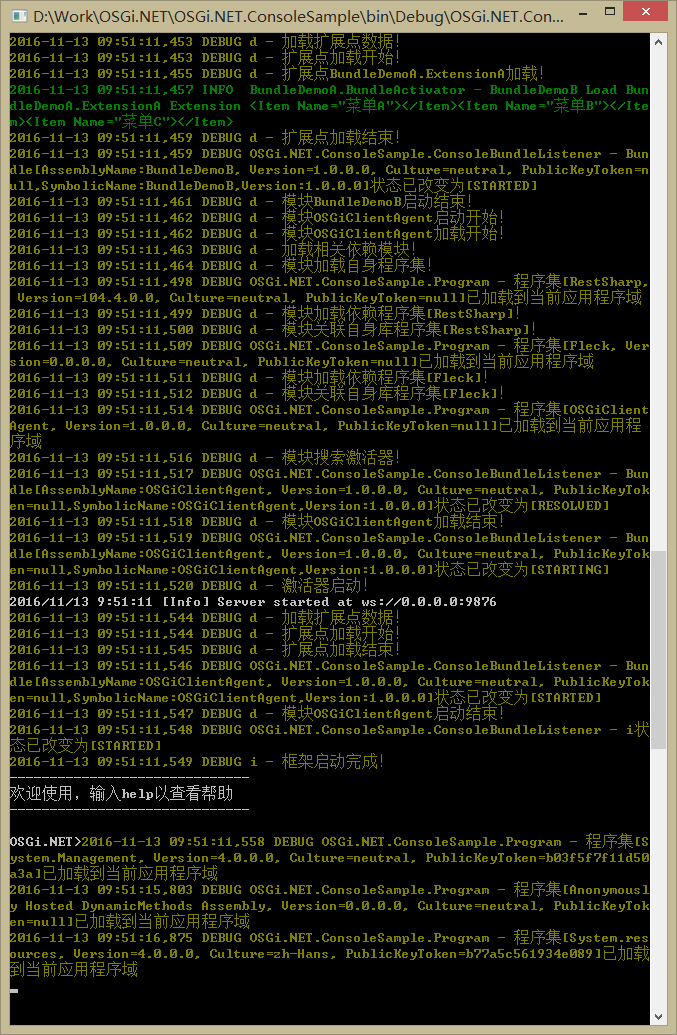 D:\Work\OSGi.NET\OSGi.NET.ConsoleSample\bin\Debug\OSGi.NET.Con...
2016-11-13 09:51:11,453 DEBUG d - 加载扩展点数据!
2016-11-13 09:51:11,453 DEBUG d - 扩展点加载开始!
2016-11-13 09:51:11,455 DEBUG d - 扩展点BundleDemoA.ExtensionA加载!
2016-11-13 09:51:11,457 INFO  BundleDemoA.BundleActivator - BundleDemoB Load Bun
dleDemoA.ExtensionA Extension <Item Name="菜单A"></Item><Item Name="菜单B"></Ite
m><Item Name="菜单C"></Item>
2016-11-13 09:51:11,459 DEBUG d - 扩展点加载结束!
2016-11-13 09:51:11,459 DEBUG OSGi.NET.ConsoleSample.ConsoleBundleListener - Bun
dle[AssemblyName:BundleDemoB, Version=1.0.0.0, Culture=neutral, PublicKeyToken=n
ull,SymbolicName:BundleDemoB,Version:1.0.0.0]状态已改变为[STARTED]
2016-11-13 09:51:11,461 DEBUG d - 模块BundleDemoB启动结束!
2016-11-13 09:51:11,462 DEBUG d - 模块OSGiClientAgent启动开始!
2016-11-13 09:51:11,462 DEBUG d - 模块OSGiClientAgent加载开始!
2016-11-13 09:51:11,463 DEBUG d - 加载相关依赖模块!
2016-11-13 09:51:11,464 DEBUG d - 模块加载自身程序集!
2016-11-13 09:51:11,498 DEBUG OSGi.NET.ConsoleSample.Program - 程序集[RestSharp,
 Version=104.4.0.0, Culture=neutral, PublicKeyToken=null]已加载到当前应用程序域
2016-11-13 09:51:11,499 DEBUG d - 模块加载依赖程序集[RestSharp]!
2016-11-13 09:51:11,500 DEBUG d - 模块关联自身库程序集[RestSharp]!
2016-11-13 09:51:11,509 DEBUG OSGi.NET.ConsoleSample.Program - 程序集[Fleck, Ver
sion=0.0.0.0, Culture=neutral, PublicKeyToken=null]已加载到当前应用程序域
2016-11-13 09:51:11,511 DEBUG d - 模块加载依赖程序集[Fleck]!
2016-11-13 09:51:11,512 DEBUG d - 模块关联自身库程序集[Fleck]!
2016-11-13 09:51:11,514 DEBUG OSGi.NET.ConsoleSample.Program - 程序集[OSGiClient
Agent, Version=1.0.0.0, Culture=neutral, PublicKeyToken=null]已加载到当前应用程
序域
2016-11-13 09:51:11,516 DEBUG d - 模块搜索激活器!
2016-11-13 09:51:11,517 DEBUG OSGi.NET.ConsoleSample.ConsoleBundleListener - Bun
dle[AssemblyName:OSGiClientAgent, Version=1.0.0.0, Culture=neutral, PublicKeyTok
en=null,SymbolicName:OSGiClientAgent,Version:1.0.0.0]状态已改变为[RESOLVED]
2016-11-13 09:51:11,518 DEBUG d - 模块OSGiClientAgent加载结束!
2016-11-13 09:51:11,519 DEBUG OSGi.NET.ConsoleSample.ConsoleBundleListener - Bun
dle[AssemblyName:OSGiClientAgent, Version=1.0.0.0, Culture=neutral, PublicKeyTok
en=null,SymbolicName:OSGiClientAgent,Version:1.0.0.0]状态已改变为[STARTING]
2016-11-13 09:51:11,520 DEBUG d - 激活器启动!
2016/11/13 9:51:11 [Info] Server started at ws://0.0.0.0:9876
2016-11-13 09:51:11,544 DEBUG d - 加载扩展点数据!
2016-11-13 09:51:11,544 DEBUG d - 扩展点加载开始!
2016-11-13 09:51:11,545 DEBUG d - 扩展点加载结束!
2016-11-13 09:51:11,546 DEBUG OSGi.NET.ConsoleSample.ConsoleBundleListener - Bun
dle[AssemblyName:OSGiClientAgent, Version=1.0.0.0, Culture=neutral, PublicKeyTok
en=null,SymbolicName:OSGiClientAgent,Version:1.0.0.0]状态已改变为[STARTED]
2016-11-13 09:51:11,547 DEBUG d - 模块OSGiClientAgent启动结束!
2016-11-13 09:51:11,548 DEBUG OSGi.NET.ConsoleSample.ConsoleBundleListener - i状
态已改变为[STARTED]
2016-11-13 09:51:11,549 DEBUG i - 框架启动完成!
------------------------------
欢迎使用，输入help以查看帮助
------------------------------
OSGi.NET>2016-11-13 09:51:11,558 DEBUG OSGi.NET.ConsoleSample.Program - 程序集[S
ystem.Management, Version=4.0.0.0, Culture=neutral, PublicKeyToken=b03f5f7f11d50
a3a]已加载到当前应用程序域
2016-11-13 09:51:15,803 DEBUG OSGi.NET.ConsoleSample.Program - 程序集[Anonymousl
y Hosted DynamicMethods Assembly, Version=0.0.0.0, Culture=neutral, PublicKeyTok
en=null]已加载到当前应用程序域
2016-11-13 09:51:16,875 DEBUG OSGi.NET.ConsoleSample.Program - 程序集[System.res
ources, Version=4.0.0.0, Culture=zh-Hans, PublicKeyToken=b77a5c561934e089]已加载
到当前应用程序域